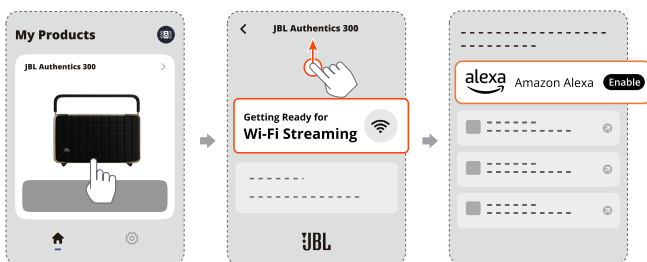 My Products
JBL Authentics 300
JBL
JBL Authentics 300
Getting Ready for
Wi-Fi Streaming
JBL
alexa
Amazon Alexa
Enable